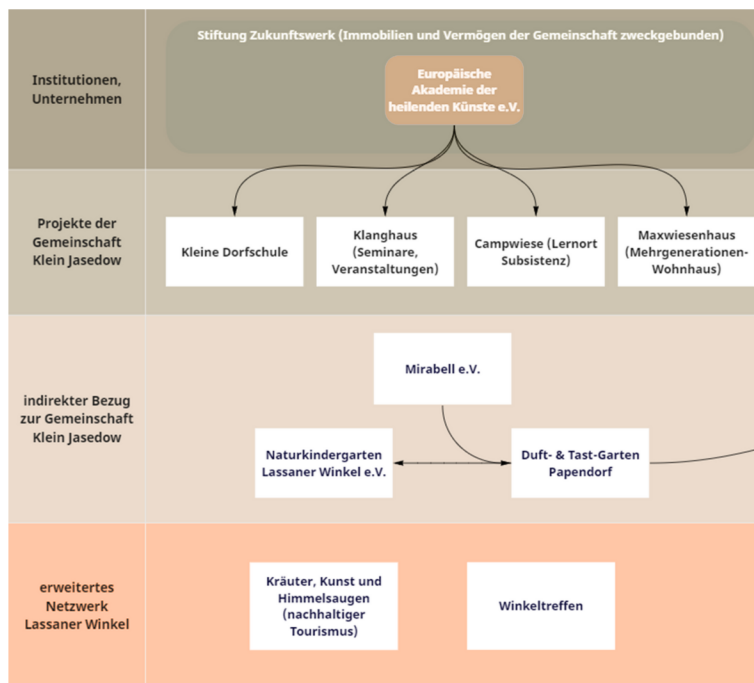 Stiftung Zukunftswerk (Immobilien und Vermögen der Gemeinschaft zweckgebunden)
Institutionen,
Unternehmen
Europäische
Akademie der
heilenden Künste e.V.
Projekte der
Gemeinschaft
Klein Jasedow
Kleine Dorfschule
Klanghaus
(Seminare,
Veranstaltungen)
Campwiese (Lernort
Subsistenz)
Maxwiesenhaus
(Mehrgenerationen-
Wohnhaus)
indirekter Bezug
zur Gemeinschaft
Klein Jasedow
Mirabell e.V.
Naturkindergarten
Lassaner Winkel e.V.
Duft- & Tast-Garten
Papendorf
erweitertes
Netzwerk
Lassaner Winkel
Kräuter, Kunst und
Himmelsaugen
(nachhaltiger
Tourismus)
Winkeltreffen